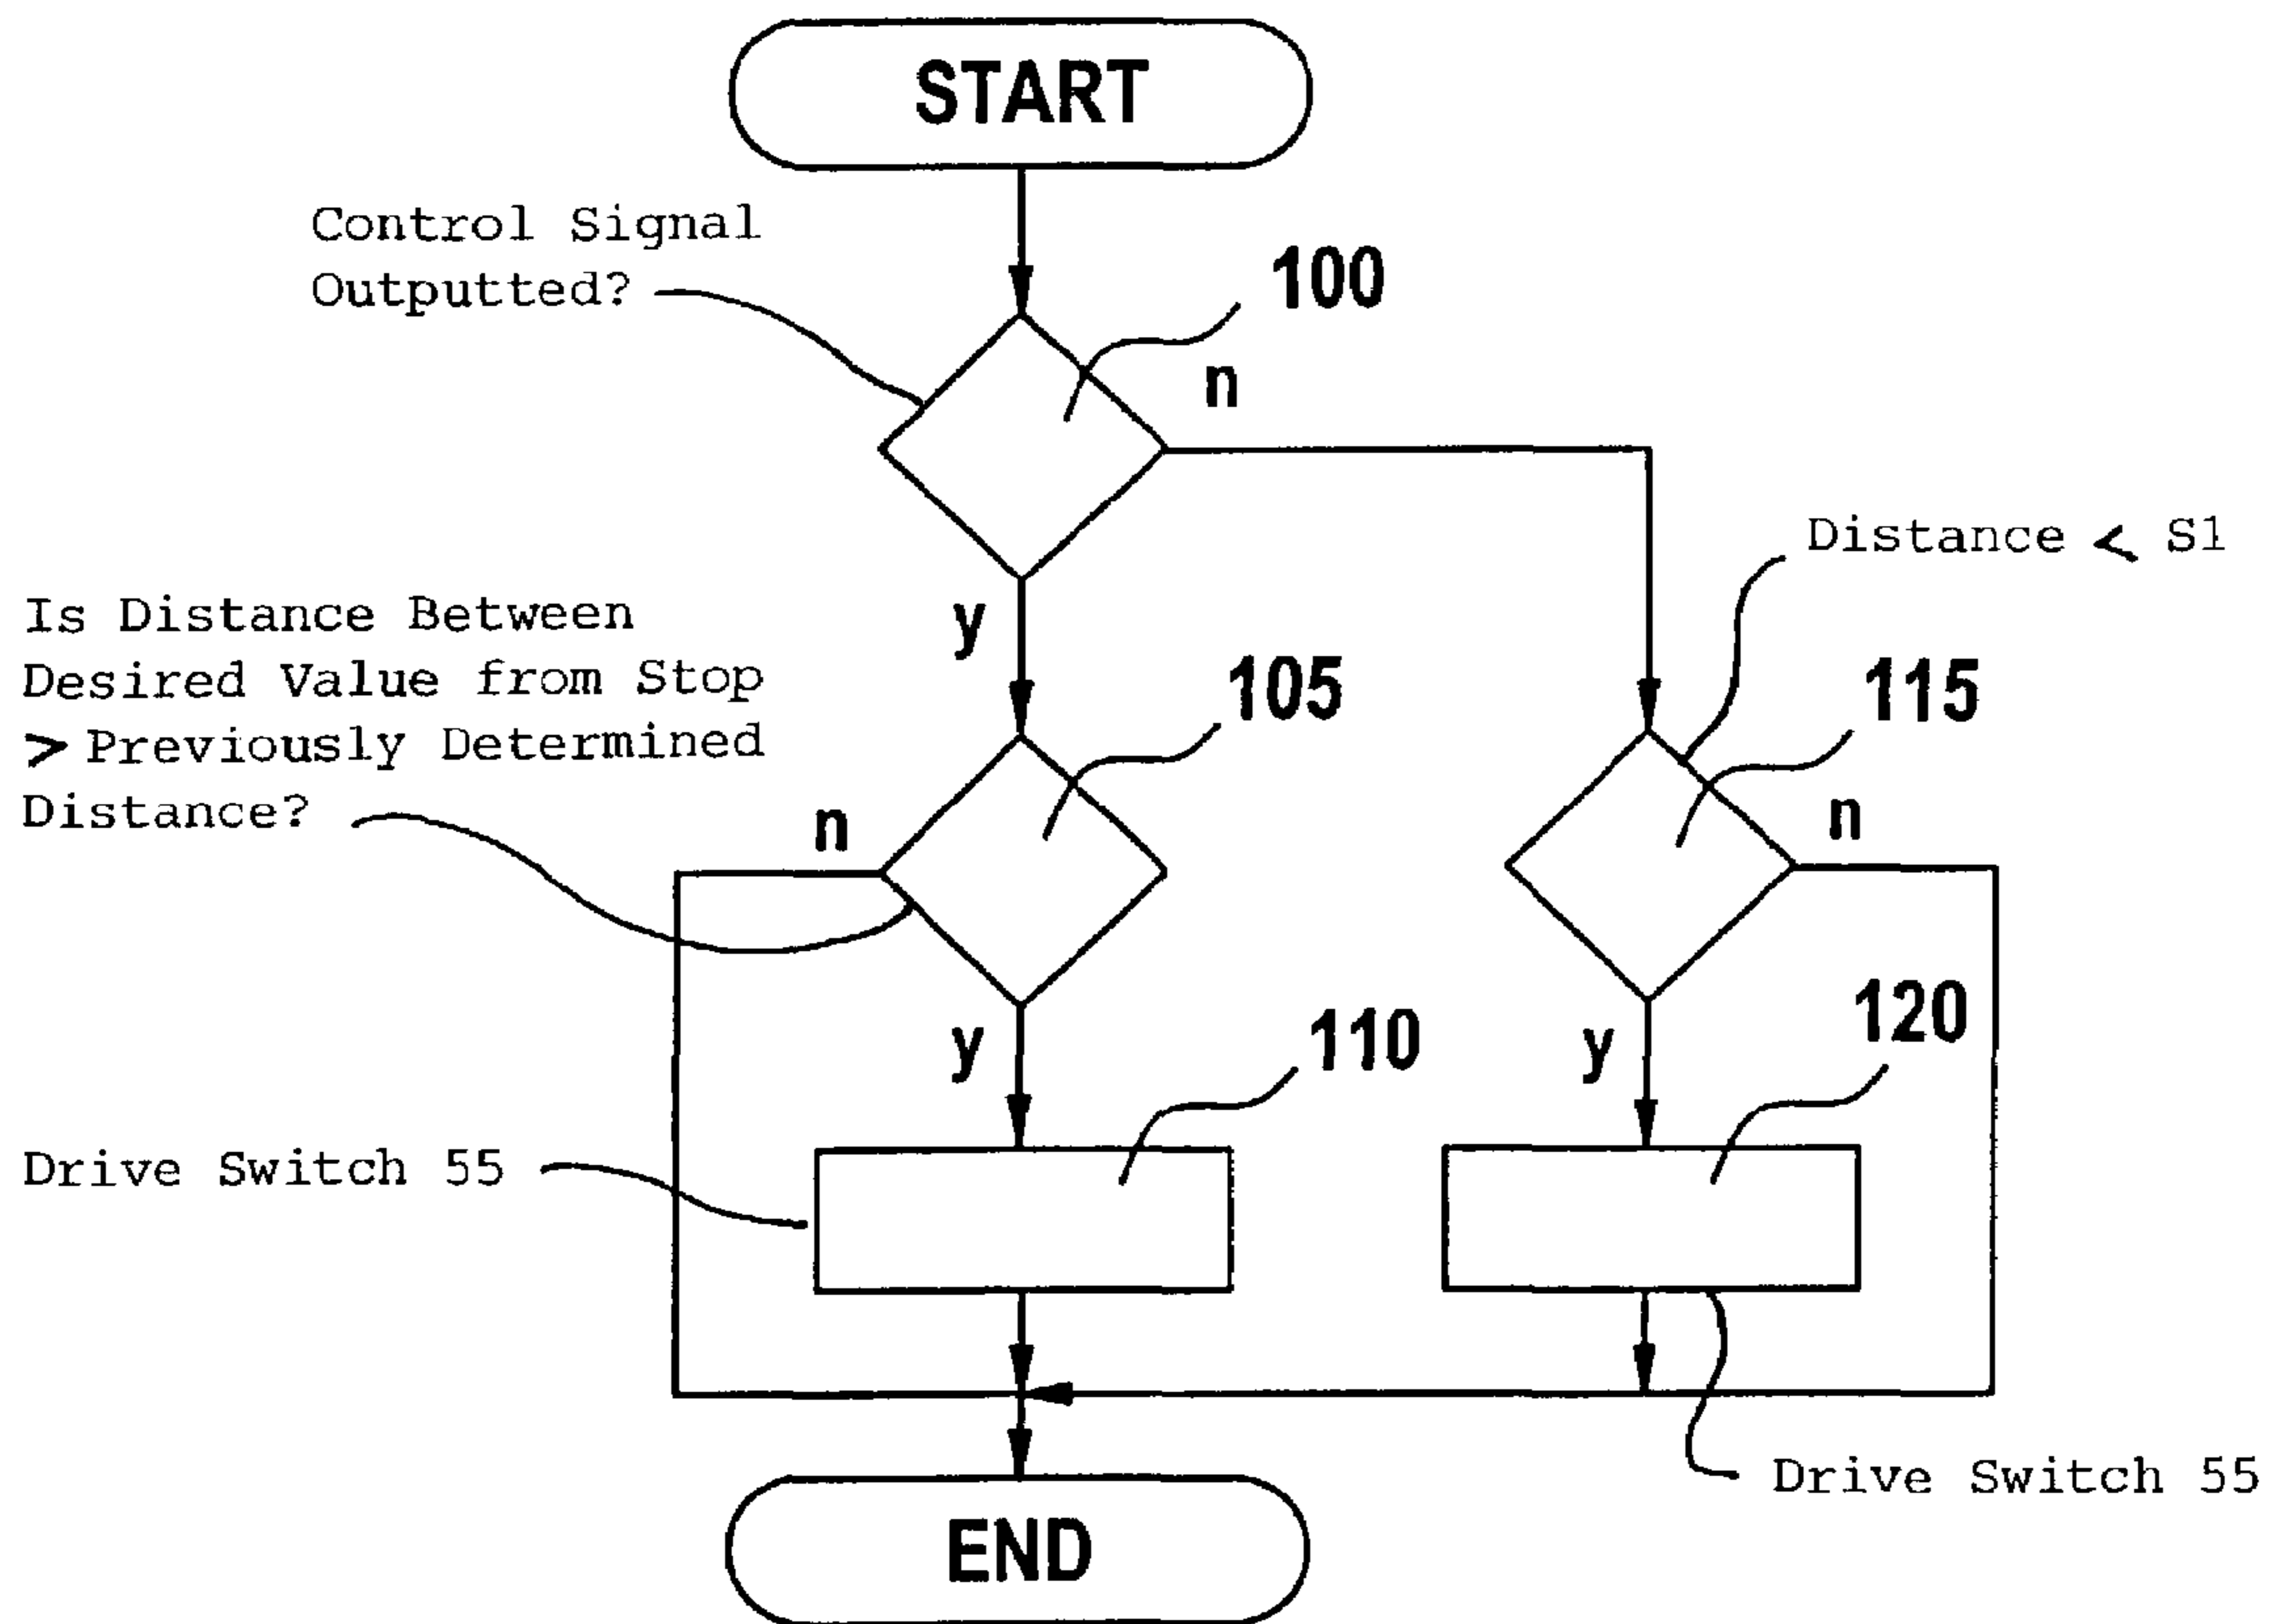 START
Control Signal
Outputted?
100
n
y
Distance < S1
Is Distance Between
Desired Value from Stop
> Previously Determined
Distance?
105
115
n
n
y
y
110
120
Drive Switch 55
Drive Switch 55
END